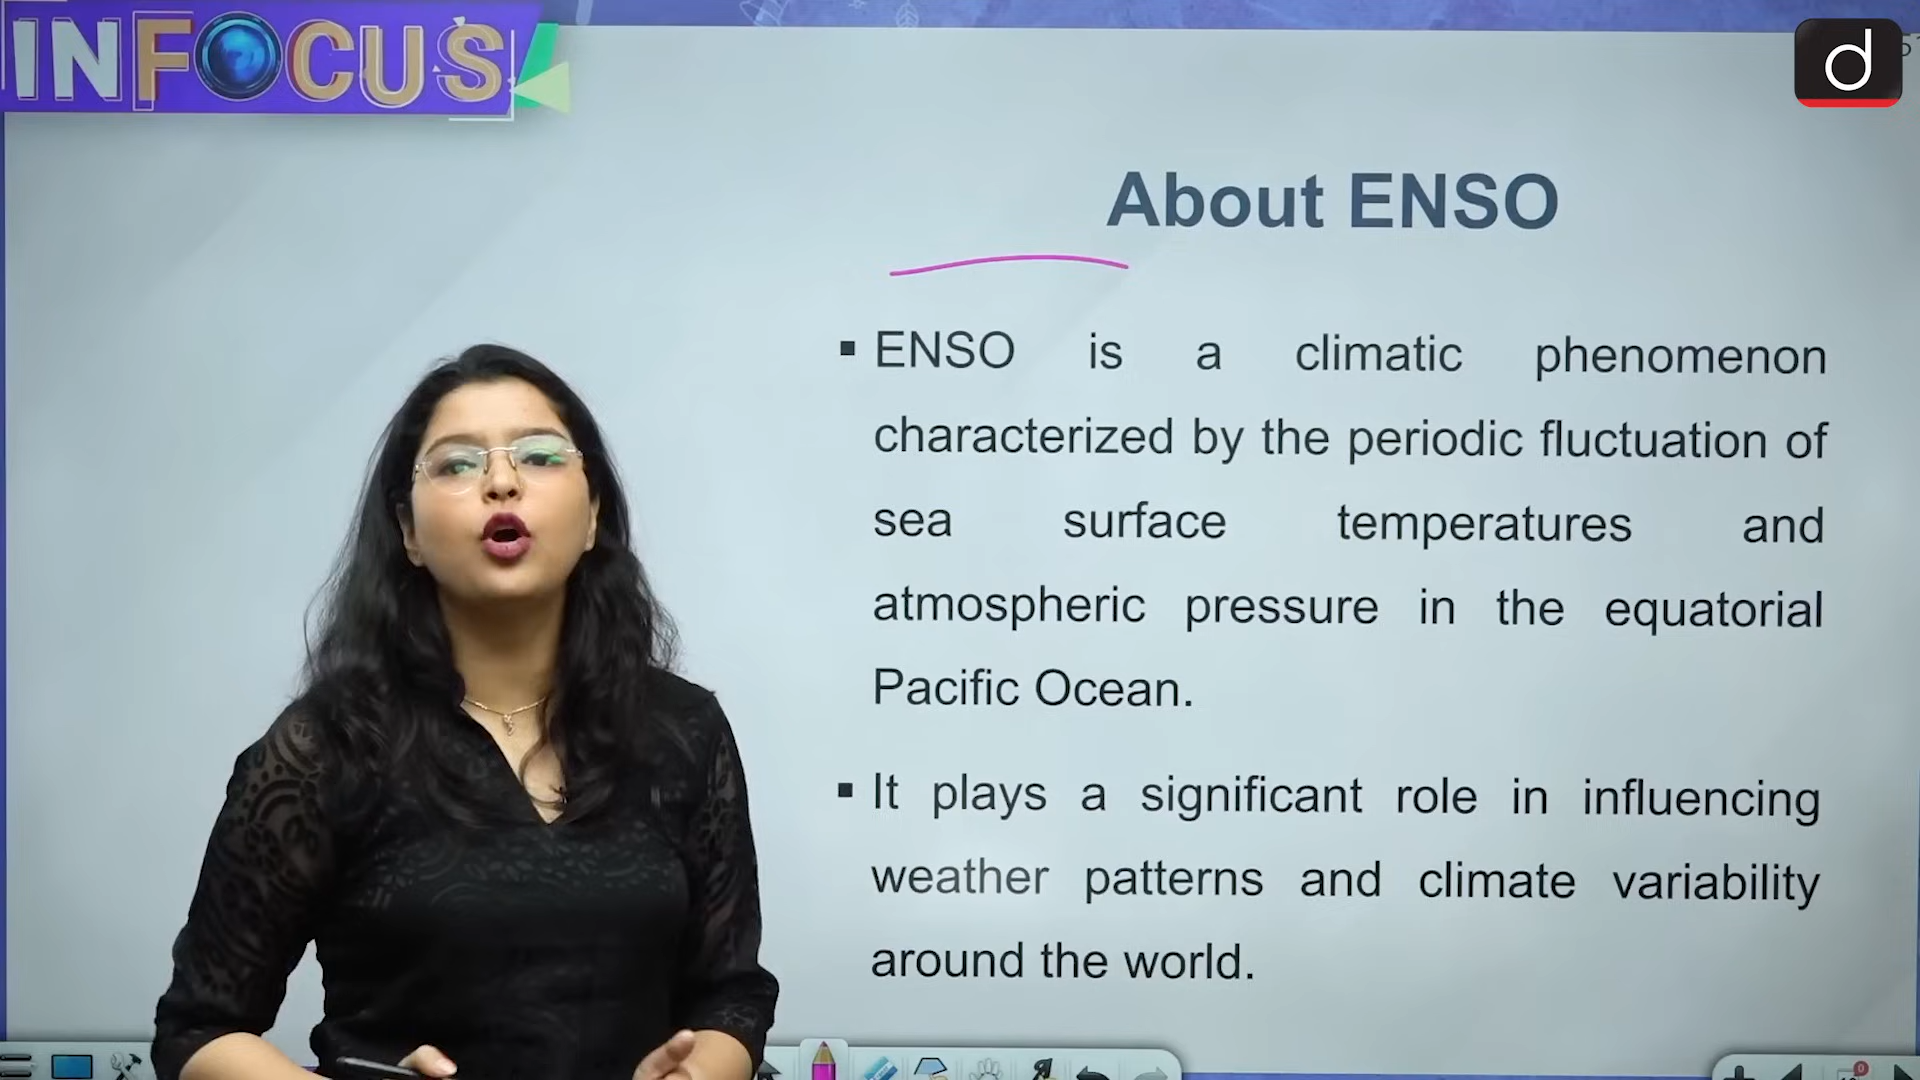 INFOCUS
d
About ENSO
▪ ENSO is a climatic phenomenon
characterized by the periodic fluctuation of
sea surface temperatures and
atmospheric pressure in the equatorial
Pacific Ocean.
▪ It plays a significant role in influencing
weather patterns and climate variability
around the world.
0